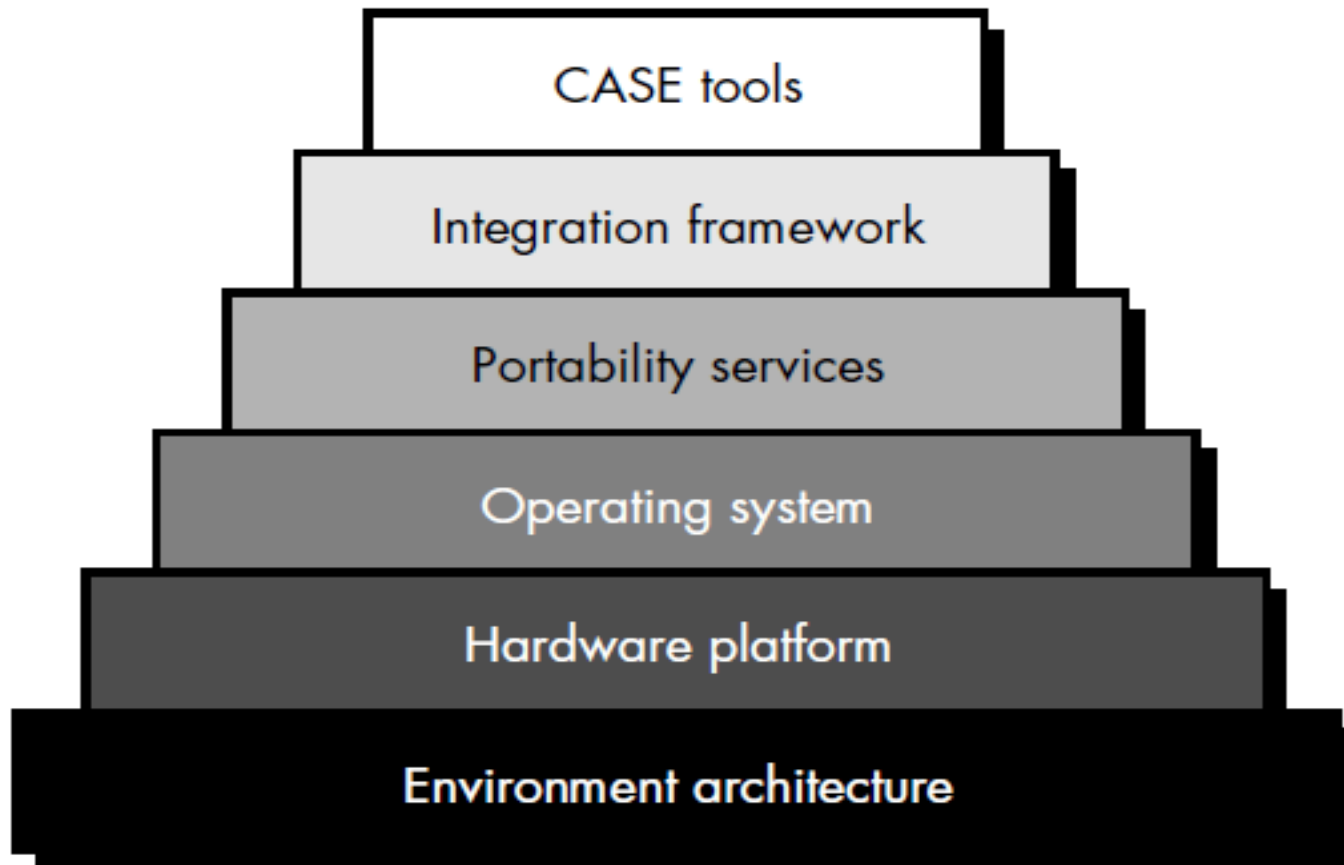 CASE tools
Integration framework
Portability services
Operating system
Hardware platform
Environment architecture